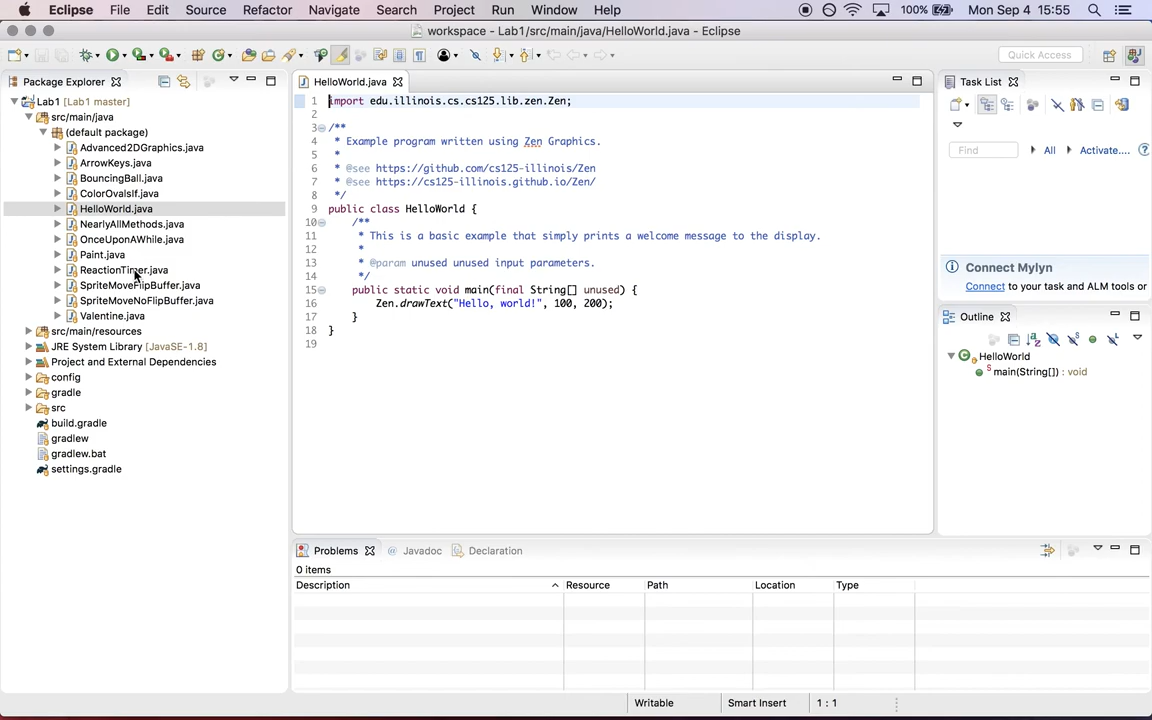 Eclipse File Edit Source Refactor Navigate Search Project Run Window Help 100% Mon Sep 4 15:55
workspace - Lab1/src/main/java/HelloWorld.java - Eclipse
Quick Access
Package Explorer
Lab1 [Lab1 master]
src/main/java
(default package)
Advanced2DGraphics.java
ArrowKeys.java
BouncingBall.java
ColorOvalsIf.java
HelloWorld.java
NearlyAllMethods.java
OnceUponAWhile.java
Paint.java
ReactionTimer.java
SpriteMoveFlipBuffer.java
SpriteMoveNoFlipBuffer.java
Valentine.java
src/main/resources
JRE System Library [JavaSE-1.8]
Project and External Dependencies
config
gradle
src
build.gradle
gradlew
gradlew.bat
settings.gradle
HelloWorld.java
1 import edu.illinois.cs.cs125.lib.zen.Zen;
2
3 /**
4 * Example program written using Zen Graphics.
5 *
6 * @see https://github.com/cs125-illinois/Zen
7 * @see https://cs125-illinois.github.io/Zen/
8 */
9 public class HelloWorld {
10 /**
11 * This is a basic example that simply prints a welcome message to the display.
12 *
13 * @param unused unused input parameters.
14 */
15 public static void main(final String[] unused) {
16 Zen.drawText("Hello, world!", 100, 200);
17 }
18 }
19
Task List
Find All Activate....
Connect Mylyn
Connect to your task and ALM tools or
Outline
HelloWorld
S main(String[]) : void
Problems @ Javadoc Declaration
0 items
Description Resource Path Location Type
Writable Smart Insert 1 : 1